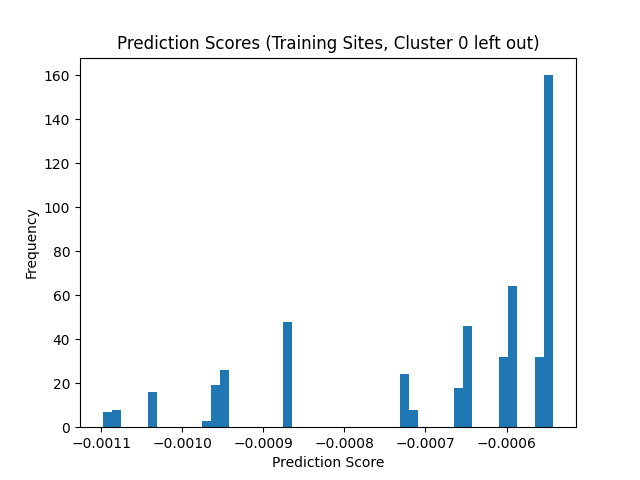 Prediction Scores (Training Sites, Cluster 0 left out)
160
140
120
100
80
60
40
20
0
Frequency
−0.0011 −0.0010 −0.0009 −0.0008 −0.0007 −0.0006
Prediction Score